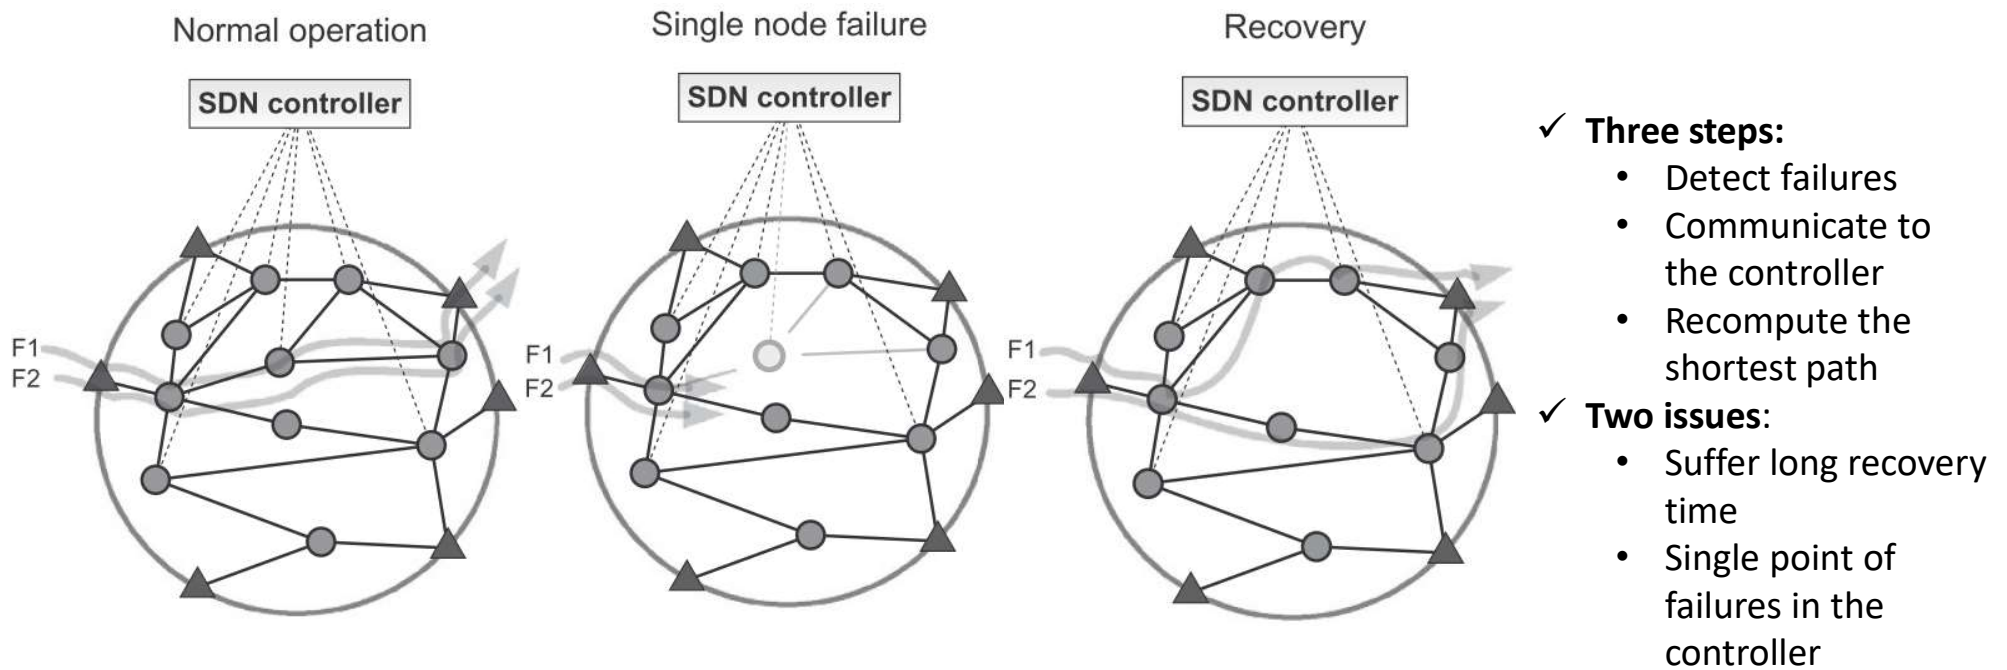 Normal operation
SDN controller
F1
F2
Single node failure
SDN controller
F1
F2
Recovery
SDN controller
F1
F2
✓ Three steps:
• Detect failures
• Communicate to
the controller
• Recompute the
shortest path
✓ Two issues:
• Suffer long recovery
time
• Single point of
failures in the
controller